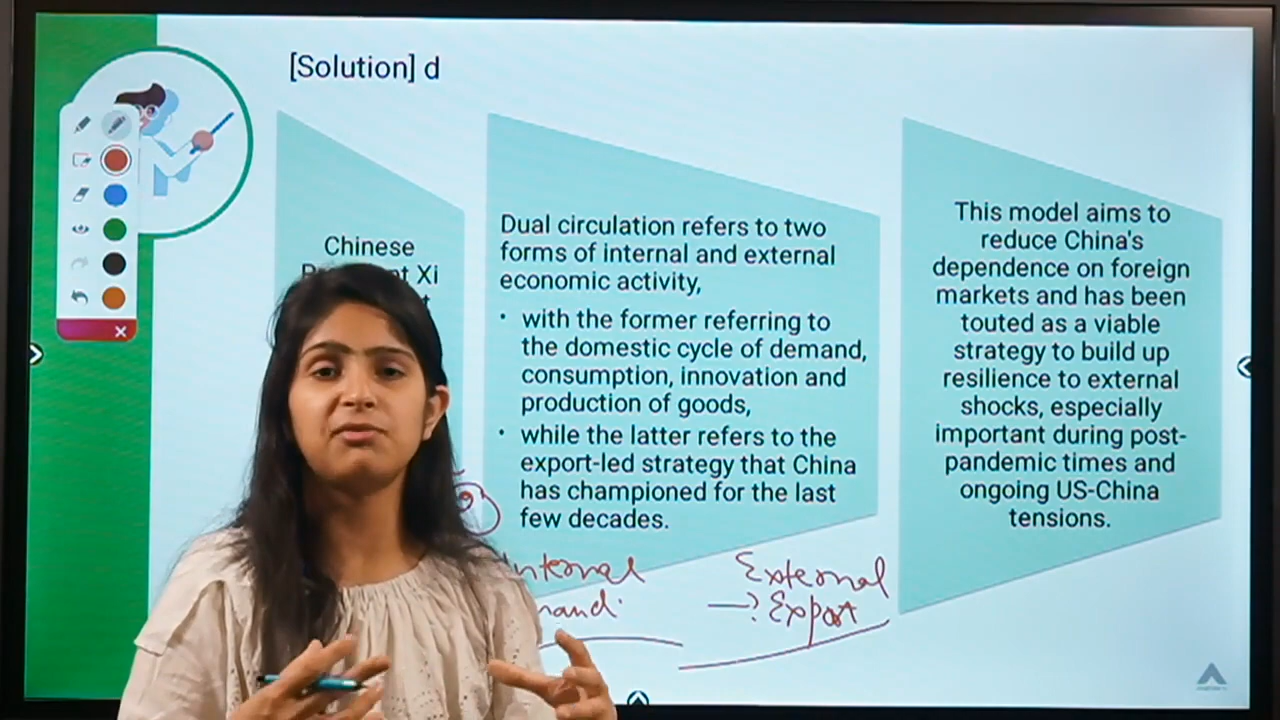 [Solution] d
Chinese
Xi
Dual circulation refers to two
forms of internal and external
economic activity,
• with the former referring to
the domestic cycle of demand,
consumption, innovation and
production of goods,
• while the latter refers to the
export-led strategy that China
has championed for the last
few decades.
This model aims to
reduce China's
dependence on foreign
markets and has been
touted as a viable
strategy to build up
resilience to external
shocks, especially
important during post-
pandemic times and
ongoing US-China
tensions.
Internal External
Export